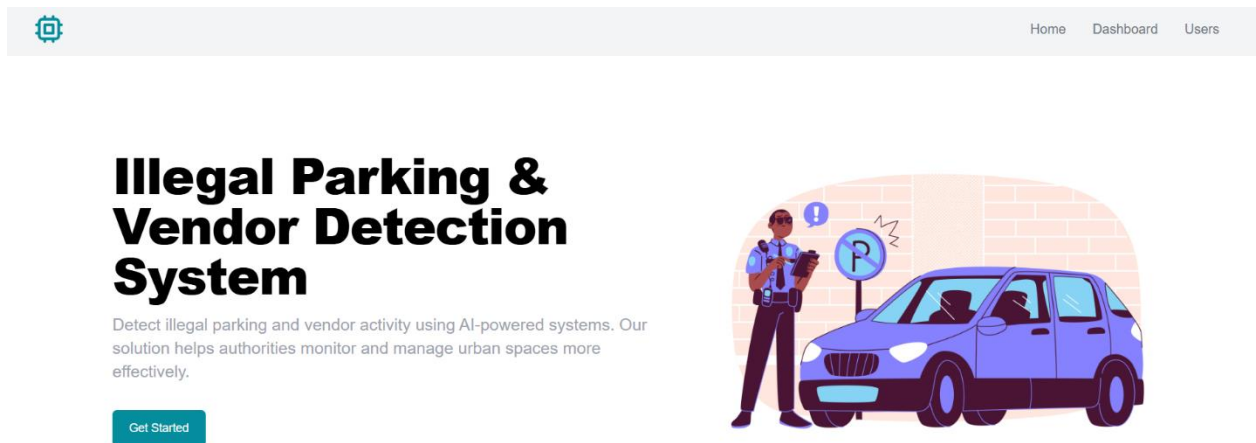 Home Dashboard Users
Illegal Parking &
Vendor Detection
System
Detect illegal parking and vendor activity using AI-powered systems. Our
solution helps authorities monitor and manage urban spaces more
effectively.
Get Started
!
P